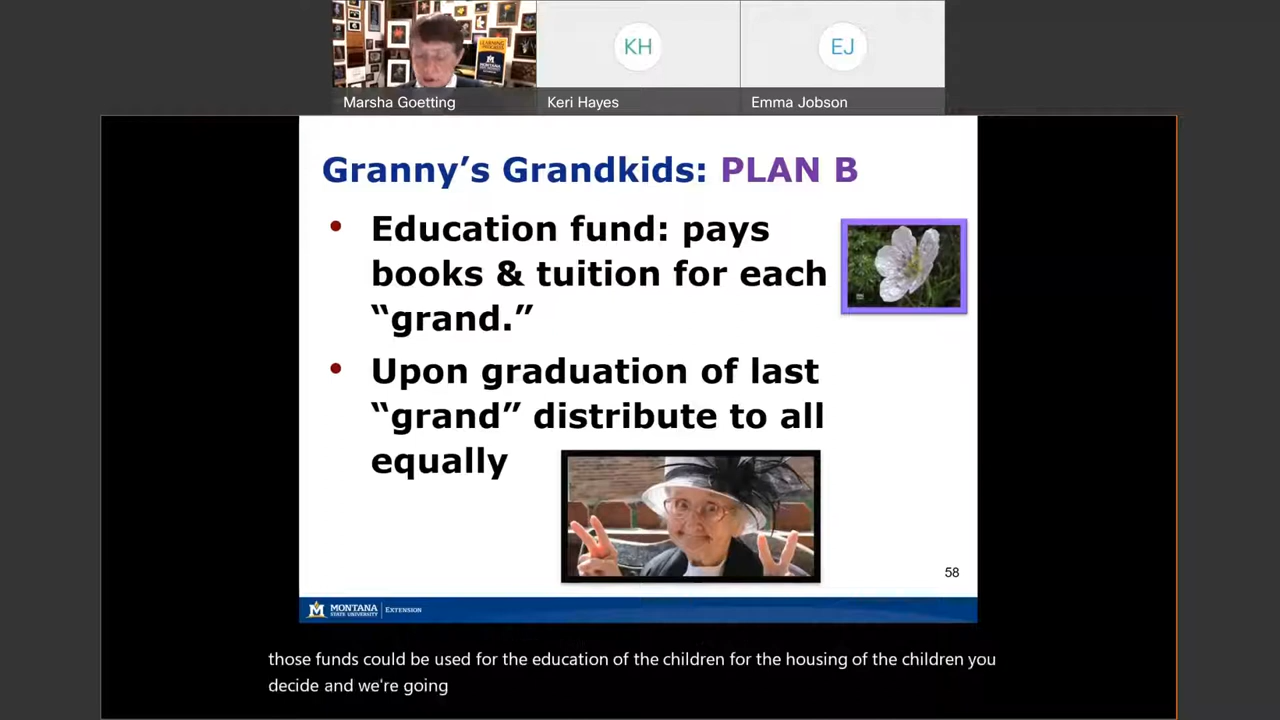 KH
EJ
LEARNING
MONTANA
Marsha Goetting
Keri Hayes
Emma Jobson
Granny’s Grandkids: PLAN B
• Education fund: pays
books & tuition for each
“grand.”
• Upon graduation of last
“grand” distribute to all
equally
58
MONTANA
STATE UNIVERSITY
EXTENSION
those funds could be used for the education of the children for the housing of the children you
decide and we're going